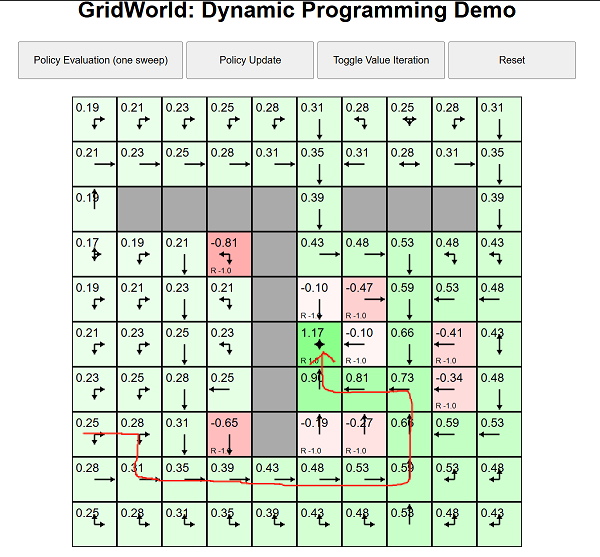 GridWorld: Dynamic Programming Demo
Policy Evaluation (one sweep) Policy Update Toggle Value Iteration Reset
0.19 0.21 0.23 0.25 0.28 0.31 0.28 0.25 0.28 0.31
0.21 0.23 0.25 0.28 0.31 0.35 0.31 0.28 0.31 0.35
0.19 0.39 0.39
0.17 0.19 0.21 -0.81 0.43 0.48 0.53 0.48 0.43
R -1.0
0.19 0.21 0.23 0.21 -0.10 -0.47 0.59 0.53 0.48
R -1.0 R -1.0
0.21 0.23 0.25 0.23 1.17 -0.10 0.66 -0.41 0.43
R 1.0 R -1.0 R -1.0
0.23 0.25 0.28 0.25 0.90 0.81 0.73 -0.34 0.48
R -1.0
0.25 0.28 0.31 -0.65 -0.19 -0.27 0.66 0.59 0.53
R -1.0 R -1.0 R -1.0
0.28 0.31 0.35 0.39 0.43 0.48 0.53 0.59 0.53 0.48
0.25 0.28 0.31 0.35 0.39 0.43 0.48 0.53 0.48 0.43